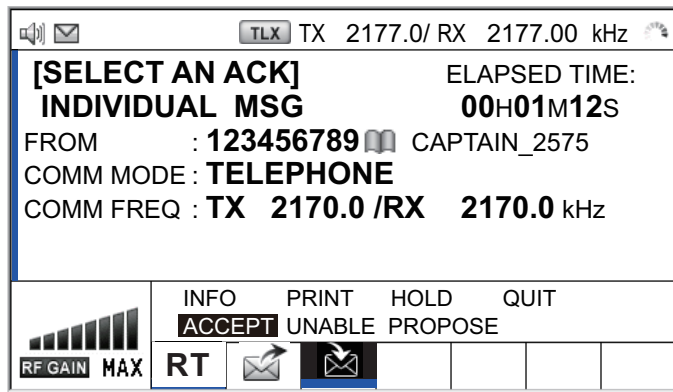 TLX TX 2177.0/ RX 2177.00 kHz
[SELECT AN ACK] ELAPSED TIME:
INDIVIDUAL MSG 00H01M12S
FROM : 123456789 CAPTAIN_2575
COMM MODE : TELEPHONE
COMM FREQ : TX 2170.0 /RX 2170.0 kHz
INFO PRINT HOLD QUIT
ACCEPT UNABLE PROPOSE
RF GAIN MAX RT